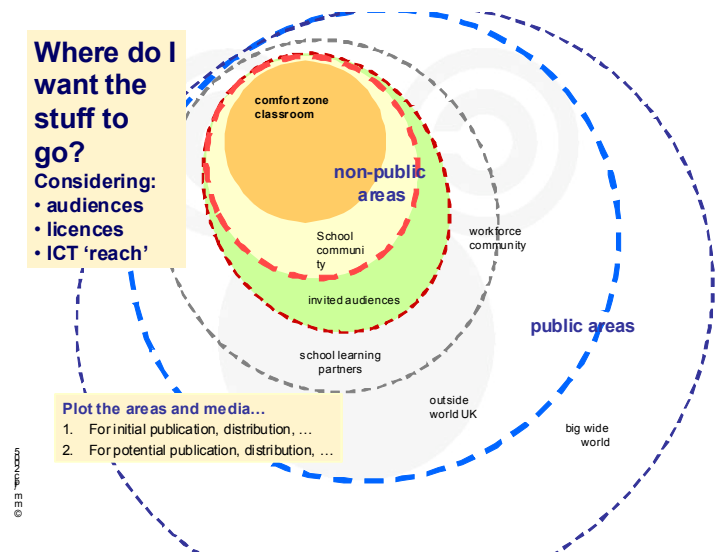 Where do I
want the
stuff to
go?
Considering:
• audiences
• licences
• ICT ‘reach’
comfort zone
classroom
non-public
areas
School
communi
ty
workforce
community
invited audiences
public areas
school learning
partners
outside
world UK
big wide
world
Plot the areas and media…
1. For initial publication, distribution, …
2. For potential publication, distribution, …